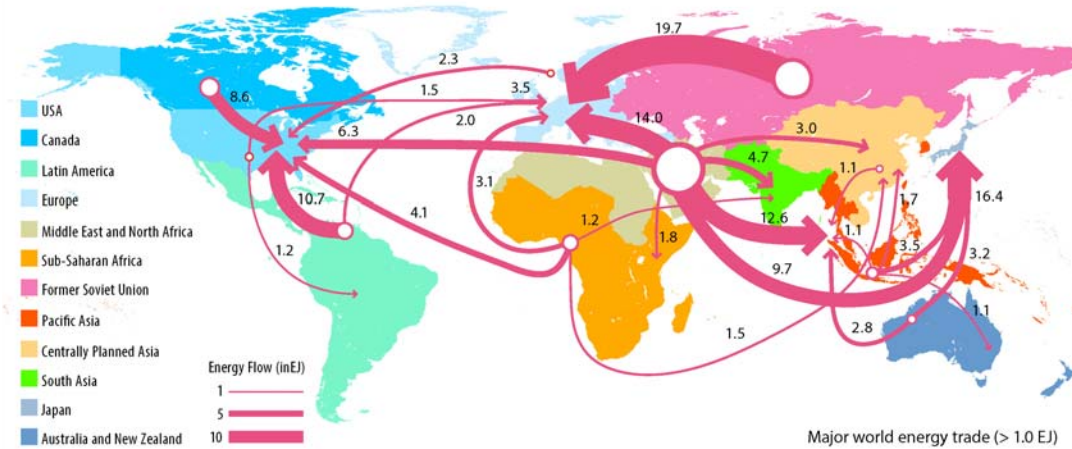 19.7
2.3
1.5
3.5
8.6
2.0
14.0
3.0
6.3
4.7
1.1
3.1
10.7
4.1
1.2
12.6
1.7
16.4
1.2
1.8
1.1
3.5
3.2
9.7
1.5
2.8
1.1
USA
Canada
Latin America
Europe
Middle East and North Africa
Sub-Saharan Africa
Former Soviet Union
Pacific Asia
Centrally Planned Asia
South Asia
Japan
Australia and New Zealand
Energy Flow (inEJ)
1
5
10
Major world energy trade (> 1.0 EJ)